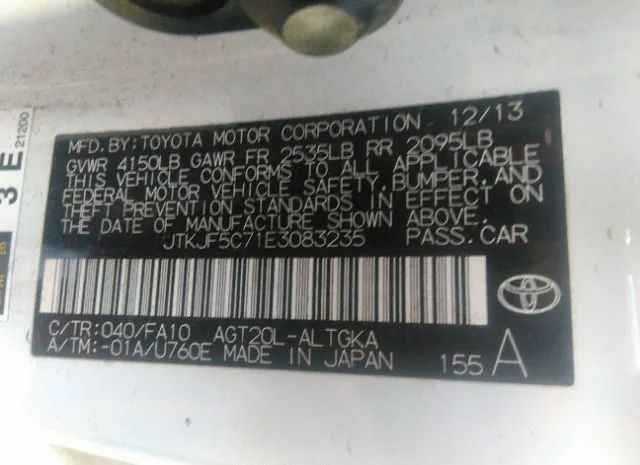 MFD. BY: TOYOTA MOTOR CORPORATION 12/13
GVWR 4150LB GAWR FR 2535LB RR 2095LB
THIS VEHICLE CONFORMS TO ALL APPLICABLE
FEDERAL MOTOR VEHICLE SAFETY, BUMPER, AND
THEFT PREVENTION STANDARDS IN EFFECT ON
THE DATE OF MANUFACTURE SHOWN ABOVE.
JTKJF5C71E3083235 PASS. CAR
C/TR: 040/FA10 AGT20L-ALTGKA
A/TM: -01A/U760E MADE IN JAPAN
155 A
3 E
21200